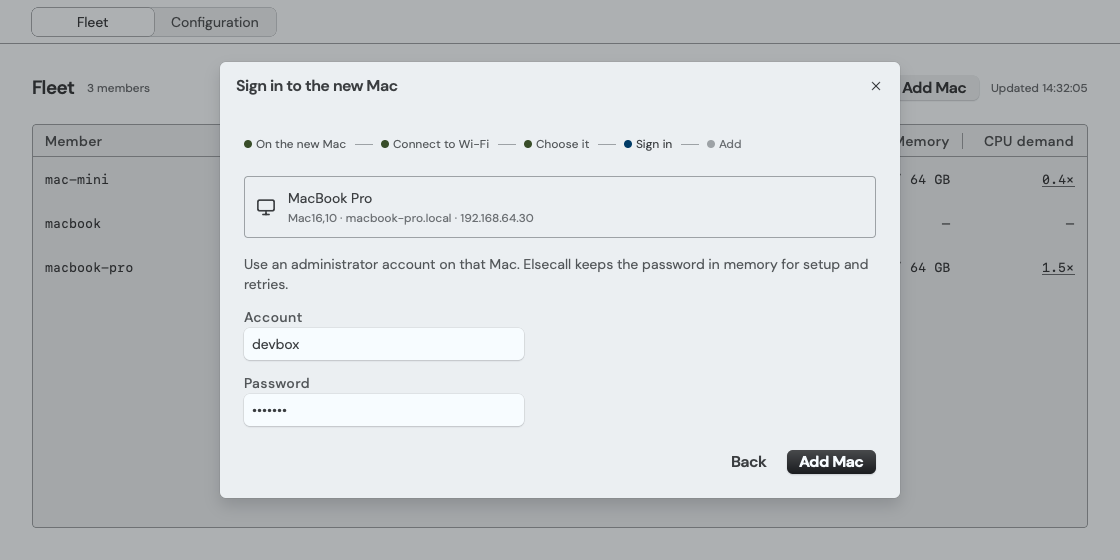 Fleet
Configuration
Fleet
3 members
Add Mac
Updated 14:32:05
Member
Memory
CPU demand
mac-mini
64 GB
0.4×
macbook
—
—
macbook-pro
64 GB
1.5×
Sign in to the new Mac
×
On the new Mac — Connect to Wi-Fi — Choose it — Sign in — Add
MacBook Pro
Mac16,10 · macbook-pro.local · 192.168.64.30
Use an administrator account on that Mac. Elsecall keeps the password in memory for setup and
retries.
Account
devbox
Password
•••••••
Back
Add Mac